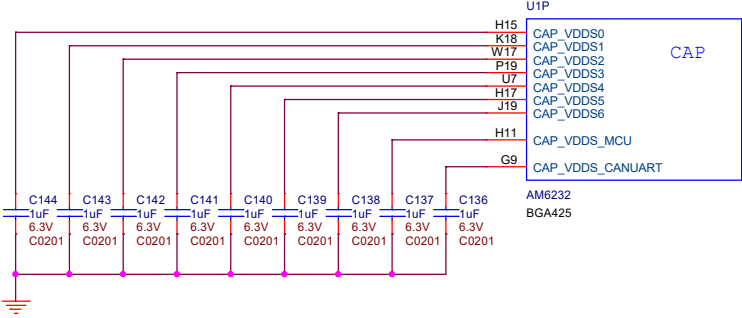 U1P
H15
CAP_VDDS0
K18
CAP_VDDS1
W17
CAP_VDDS2
P19
CAP_VDDS3
U7
CAP_VDDS4
H17
CAP_VDDS5
J19
CAP_VDDS6
CAP
H11
CAP_VDDS_MCU
G9
CAP_VDDS_CANUART
AM6232
BGA425
C144
1uF
6.3V
C0201
C143
1uF
6.3V
C0201
C142
1uF
6.3V
C0201
C141
1uF
6.3V
C0201
C140
1uF
6.3V
C0201
C139
1uF
6.3V
C0201
C138
1uF
6.3V
C0201
C137
1uF
6.3V
C0201
C136
1uF
6.3V
C0201